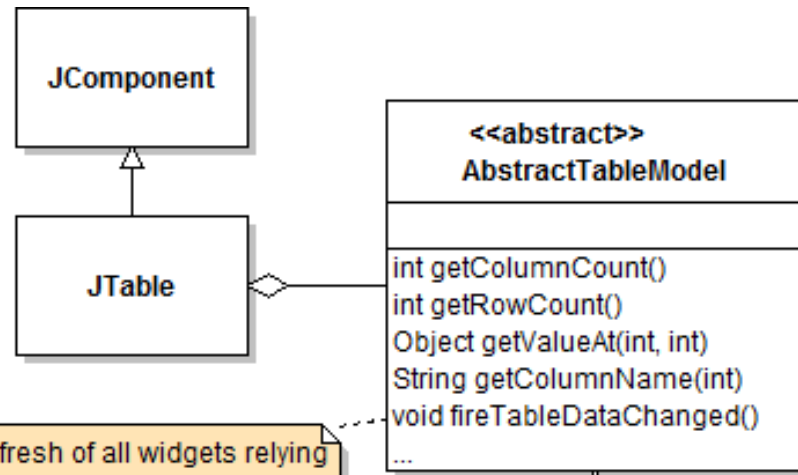 JComponent
<<abstract>>
AbstractTableModel
JTable
int getColumnCount()
int getRowCount()
Object getValueAt(int, int)
String getColumnName(int)
void fireTableDataChanged()
...
fresh of all widgets relying